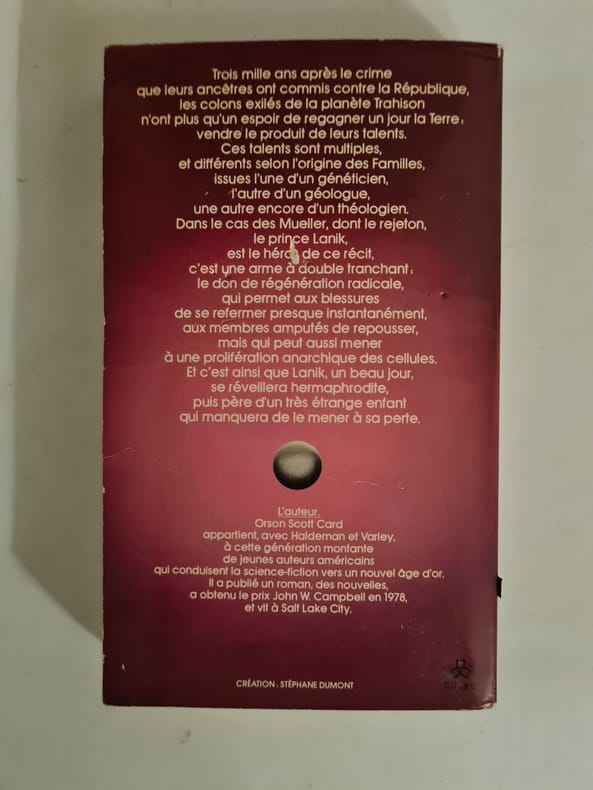 Trois mille ans après le crime
que leurs ancêtres ont commis contre la République,
les colons exilés de la planète Trahison
n'ont plus qu'un espoir de regagner un jour la Terre :
vendre le produit de leurs talents.
Ces talents sont multiples,
et différents selon l'origine des Familles,
issues l'une d'un généticien,
l'autre d'un géologue,
une autre encore d'un théologien.
Dans le cas des Mueller, dont le rejeton,
le prince Lanik,
est le héros de ce récit,
c'est une arme à double tranchant :
le don de régénération radicale,
qui permet aux blessures
de se refermer presque instantanément,
aux membres amputés de repousser,
mais qui peut aussi mener
à une prolifération anarchique des cellules.
Et c'est ainsi que Lanik, un beau jour,
se réveillera hermaphrodite,
puis père d'un très étrange enfant
qui manquera de le mener à sa perte.
L'auteur.
Orson Scott Card
appartient, avec Haldeman et Varley,
à cette génération montante
de jeunes auteurs américains
qui conduisent la science-fiction vers un nouvel âge d'or.
Il a publié un roman, des nouvelles,
a obtenu le prix John W. Campbell en 1978,
et vit à Salt Lake City.
CRÉATION : STÉPHANE DUMONT